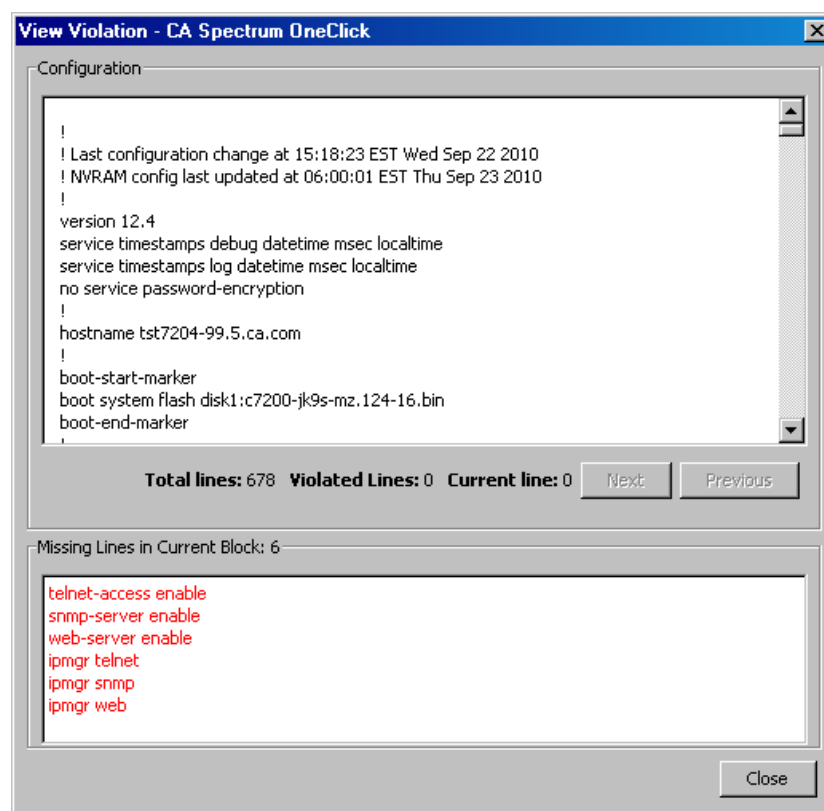 View Violation - CA Spectrum OneClick
Configuration
!
! Last configuration change at 15:18:23 EST Wed Sep 22 2010
! NVRAM config last updated at 06:00:01 EST Thu Sep 23 2010
!
version 12.4
service timestamps debug datetime msec localtime
service timestamps log datetime msec localtime
no service password-encryption
!
hostname tst7204-99.5.ca.com
!
boot-start-marker
boot system flash disk1:c7200-jk9s-mz.124-16.bin
boot-end-marker
!
Total lines: 678 Violated Lines: 0 Current line: 0 Next Previous
Missing Lines in Current Block: 6
telnet-access enable
snmp-server enable
web-server enable
ipmgr telnet
ipmgr snmp
ipmgr web
Close